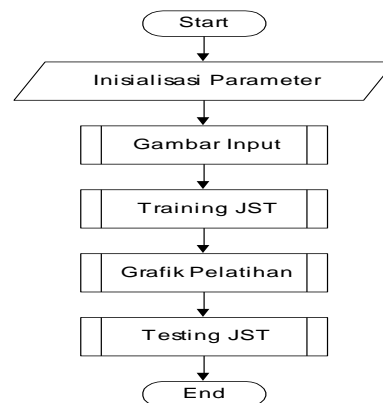 Start
Inisialisasi Parameter
Gambar Input
Training JST
Grafik Pelatihan
Testing JST
End